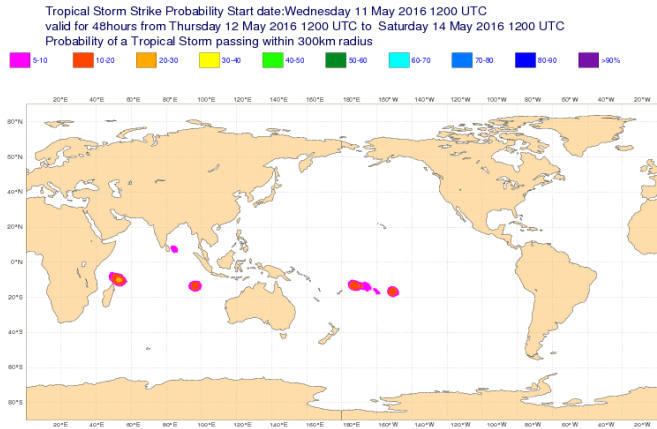 Tropical Storm Strike Probability Start date:Wednesday 11 May 2016 1200 UTC
valid for 48hours from Thursday 12 May 2016 1200 UTC to Saturday 14 May 2016 1200 UTC
Probability of a Tropical Storm passing within 300km radius
5-10 10-20 20-30 30-40 40-50 50-60 60-70 70-80 80-90 >90%
20°E 40°E 60°E 80°E 100°E 120°E 140°E 160°E 180°W 160°W 140°W 120°W 100°W 80°W 60°W 40°W 20°W
80°N
60°N
40°N
20°N
0°N
20°S
40°S
60°S
80°S
20°E 40°E 60°E 80°E 100°E 120°E 140°E 160°E 180°W 160°W 140°W 120°W 100°W 80°W 60°W 40°W 20°W